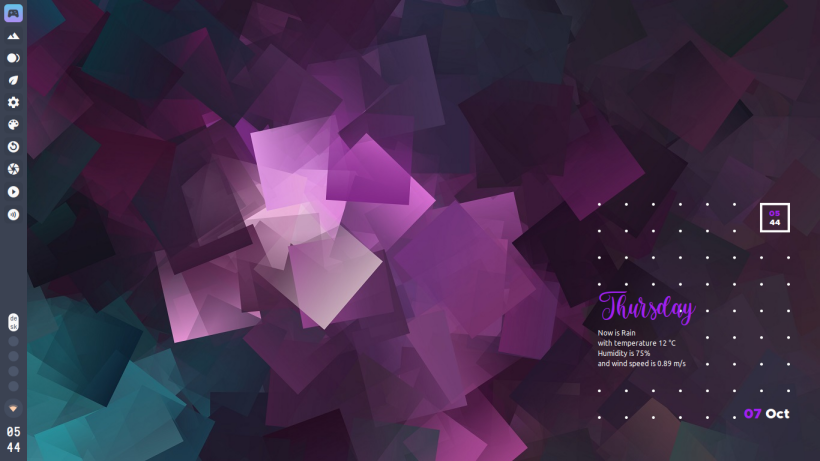 de
sk
05
44
05
44
Thursday
Now is Rain
with temperature 12 °C
Humidity is 75%
and wind speed is 0.89 m/s
07 Oct